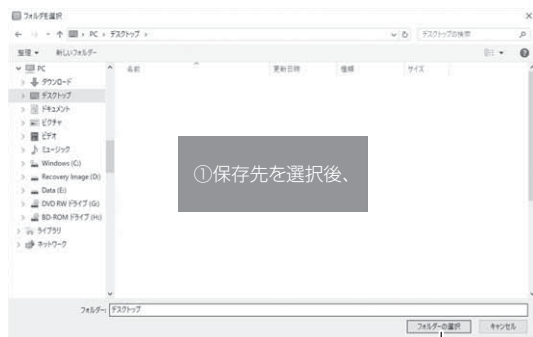 フォルダを選択
PC › デスクトップ ›
デスクトップの検索
整理 ▾ 新しいフォルダー
名前 更新日時 種類 サイズ
PC
ダウンロード
デスクトップ
ドキュメント
ピクチャ
ビデオ
ミュージック
Windows (C:)
Recovery Image (D:)
Data (E:)
DVD RW ドライブ (G:)
BD-ROM ドライブ (H:)
ライブラリ
ネットワーク
①保存先を選択後、
フォルダー: デスクトップ
フォルダーの選択 キャンセル